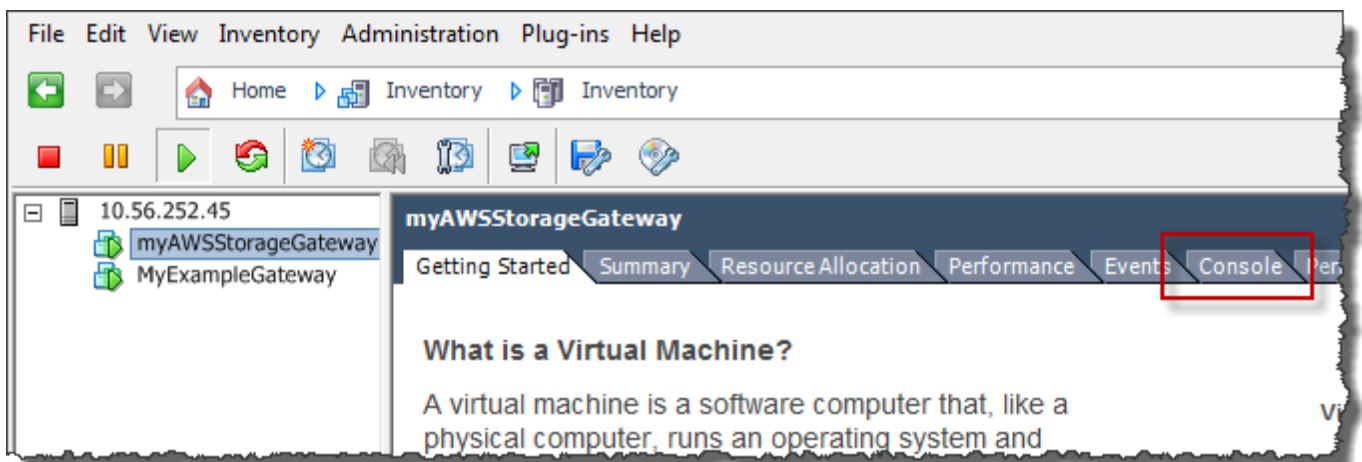 File Edit View Inventory Administration Plug-ins Help
Home Inventory Inventory
10.56.252.45
myAWSStorageGateway
MyExampleGateway
myAWSStorageGateway
Getting Started Summary Resource Allocation Performance Events Console
What is a Virtual Machine?
A virtual machine is a software computer that, like a
physical computer, runs an operating system and